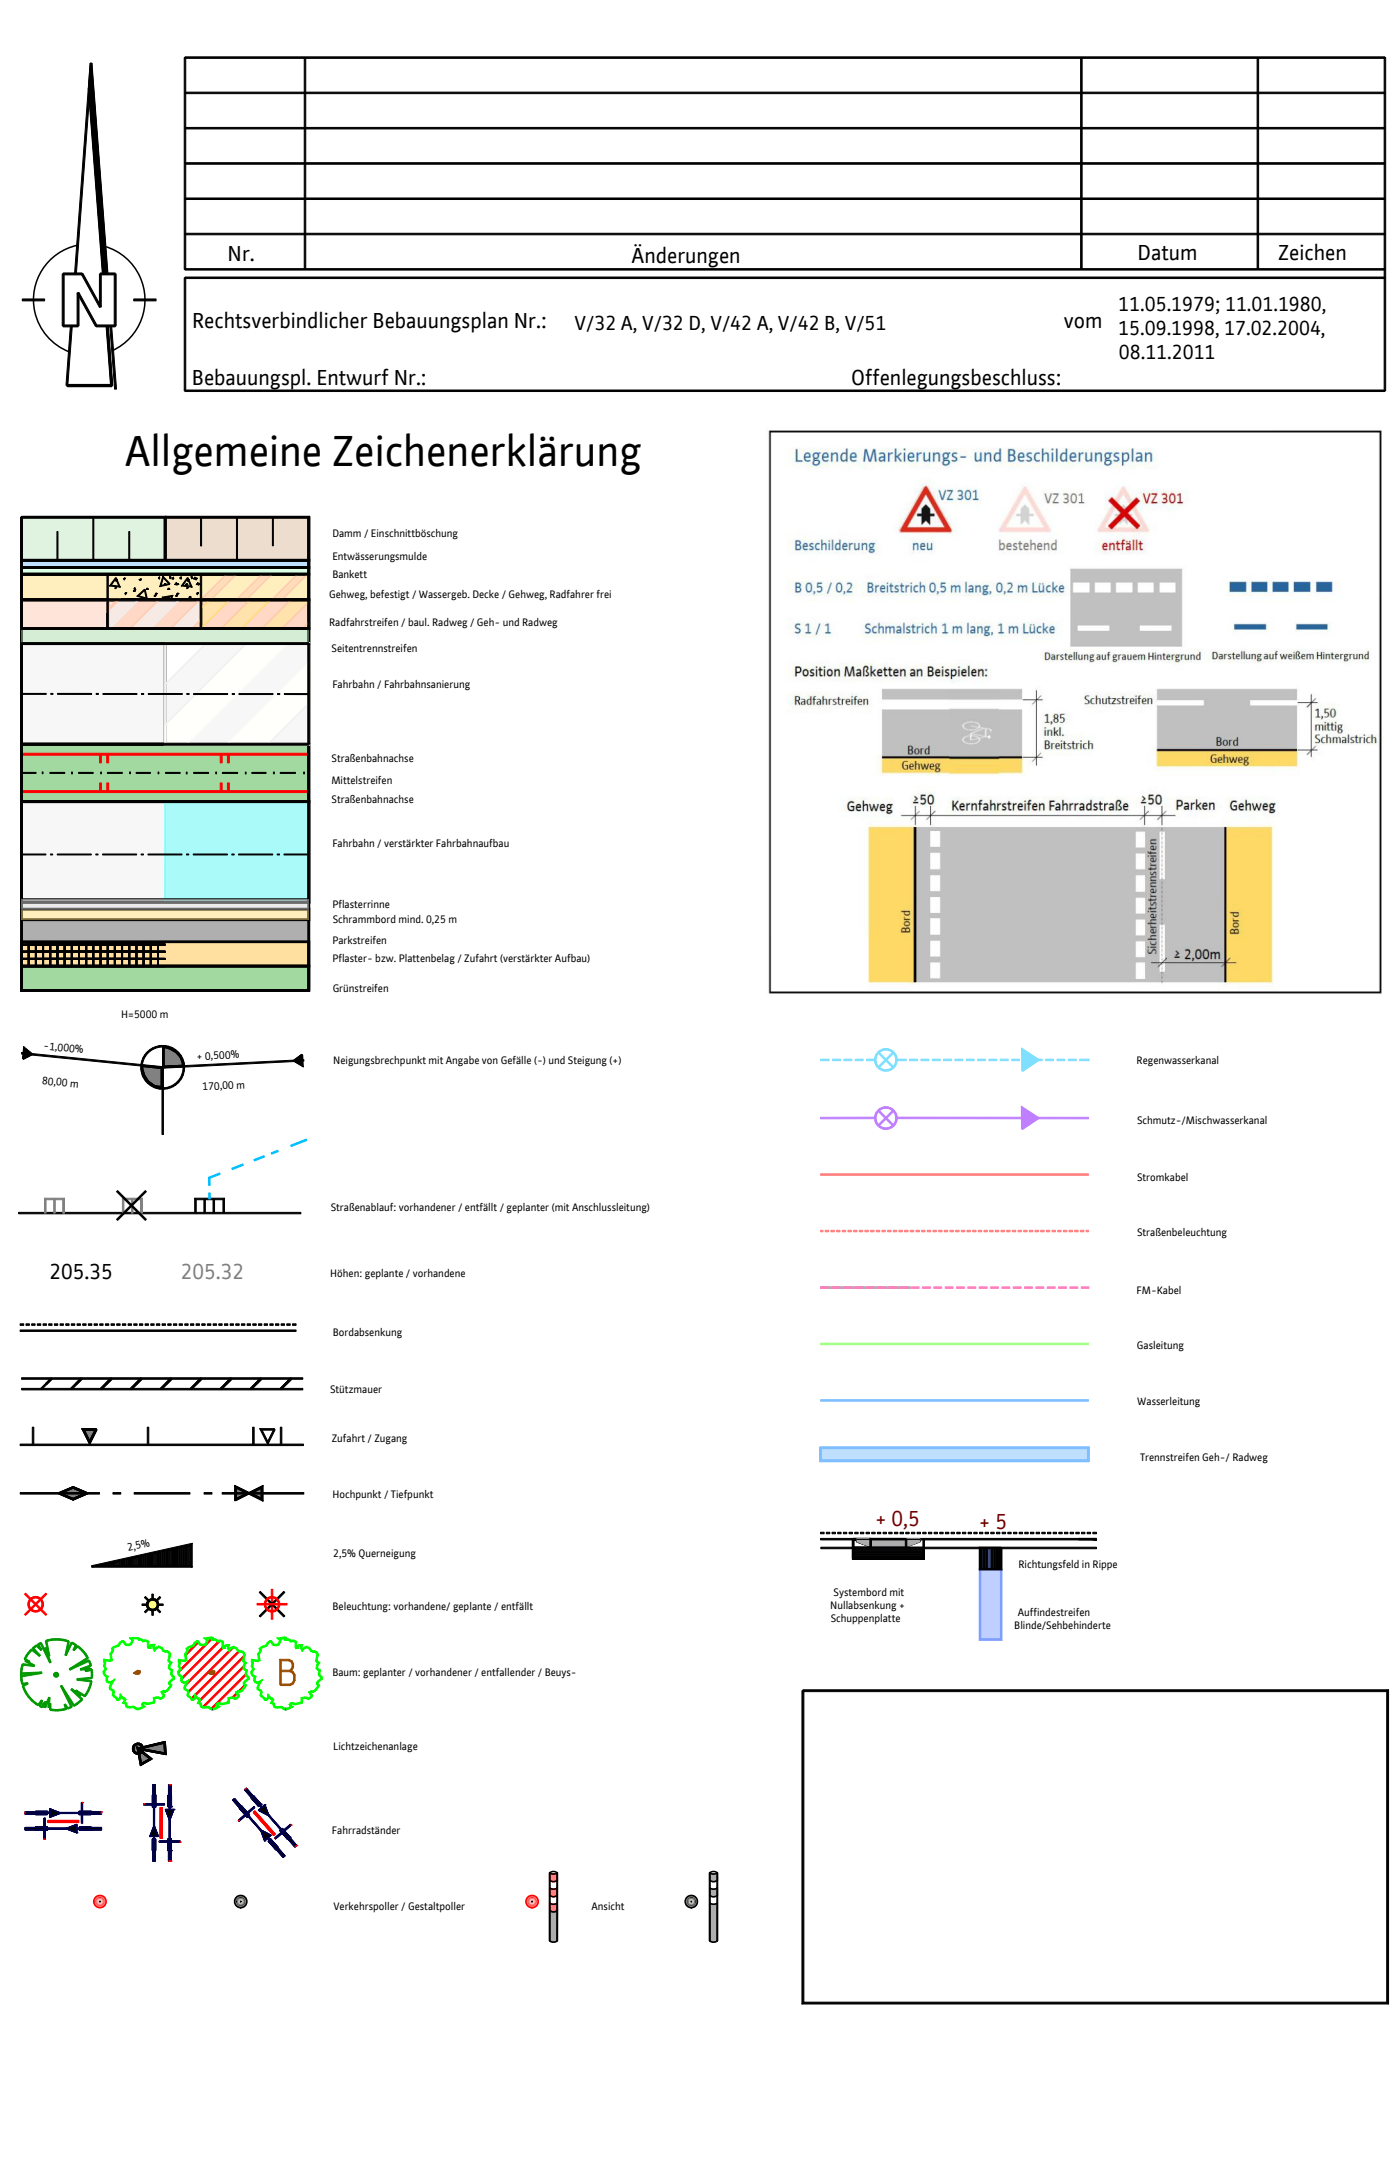 Nr. Änderungen Datum Zeichen
Rechtsverbindlicher Bebauungsplan Nr.: V/32 A, V/32 D, V/42 A, V/42 B, V/51 vom 11.05.1979; 11.01.1980,
15.09.1998, 17.02.2004,
08.11.2011
Bebauungspl. Entwurf Nr.: Offenlegungsbeschluss:
N
Allgemeine Zeichenerklärung
Damm / Einschnittböschung
Entwässerungsmulde
Bankett
Gehweg, befestigt / Wassergeb. Decke / Gehweg, Radfahrer frei
Radfahrstreifen / baul. Radweg / Geh- und Radweg
Seitentrennstreifen
Fahrbahn / Fahrbahnsanierung
Straßenbahnachse
Mittelstreifen
Straßenbahnachse
Fahrbahn / verstärkter Fahrbahnaufbau
Pflasterrinne
Schrammbord mind. 0,25 m
Parkstreifen
Pflaster- bzw. Plattenbelag / Zufahrt (verstärkter Aufbau)
Grünstreifen
H=5000 m
-1,000% + 0,500%
80,00 m 170,00 m
Neigungsbrechpunkt mit Angabe von Gefälle (-) und Steigung (+)
Straßenablauf: vorhandener / entfällt / geplanter (mit Anschlussleitung)
205.35 205.32
Höhen: geplante / vorhandene
Bordabsenkung
Stützmauer
Zufahrt / Zugang
Hochpunkt / Tiefpunkt
2,5%
2,5% Querneigung
Beleuchtung: vorhandene/ geplante / entfällt
B
Baum: geplanter / vorhandener / entfallender / Beuys-
Lichtzeichenanlage
Fahrradständer
Verkehrspoller / Gestaltpoller
Ansicht
Legende Markierungs- und Beschilderungsplan
VZ 301 VZ 301 VZ 301
Beschilderung neu bestehend entfällt
B 0,5 / 0,2 Breitstrich 0,5 m lang, 0,2 m Lücke
S 1 / 1 Schmalstrich 1 m lang, 1 m Lücke
Darstellung auf grauem Hintergrund Darstellung auf weißem Hintergrund
Position Maßketten an Beispielen:
Radfahrstreifen
1,85
inkl.
Breitstrich
Bord
Gehweg
Schutzstreifen
1,50
mittig
Schmalstrich
Bord
Gehweg
Gehweg ≥50 Kernfahrstreifen Fahrradstraße ≥50 Parken Gehweg
Bord
Sicherheitstrennstreifen
≥ 2,00m
Bord
Regenwasserkanal
Schmutz-/Mischwasserkanal
Stromkabel
Straßenbeleuchtung
FM-Kabel
Gasleitung
Wasserleitung
Trennstreifen Geh-/ Radweg
+ 0,5 + 5
Richtungsfeld in Rippe
Systembord mit
Nullabsenkung +
Schuppenplatte
Auffindestreifen
Blinde/Sehbehinderte